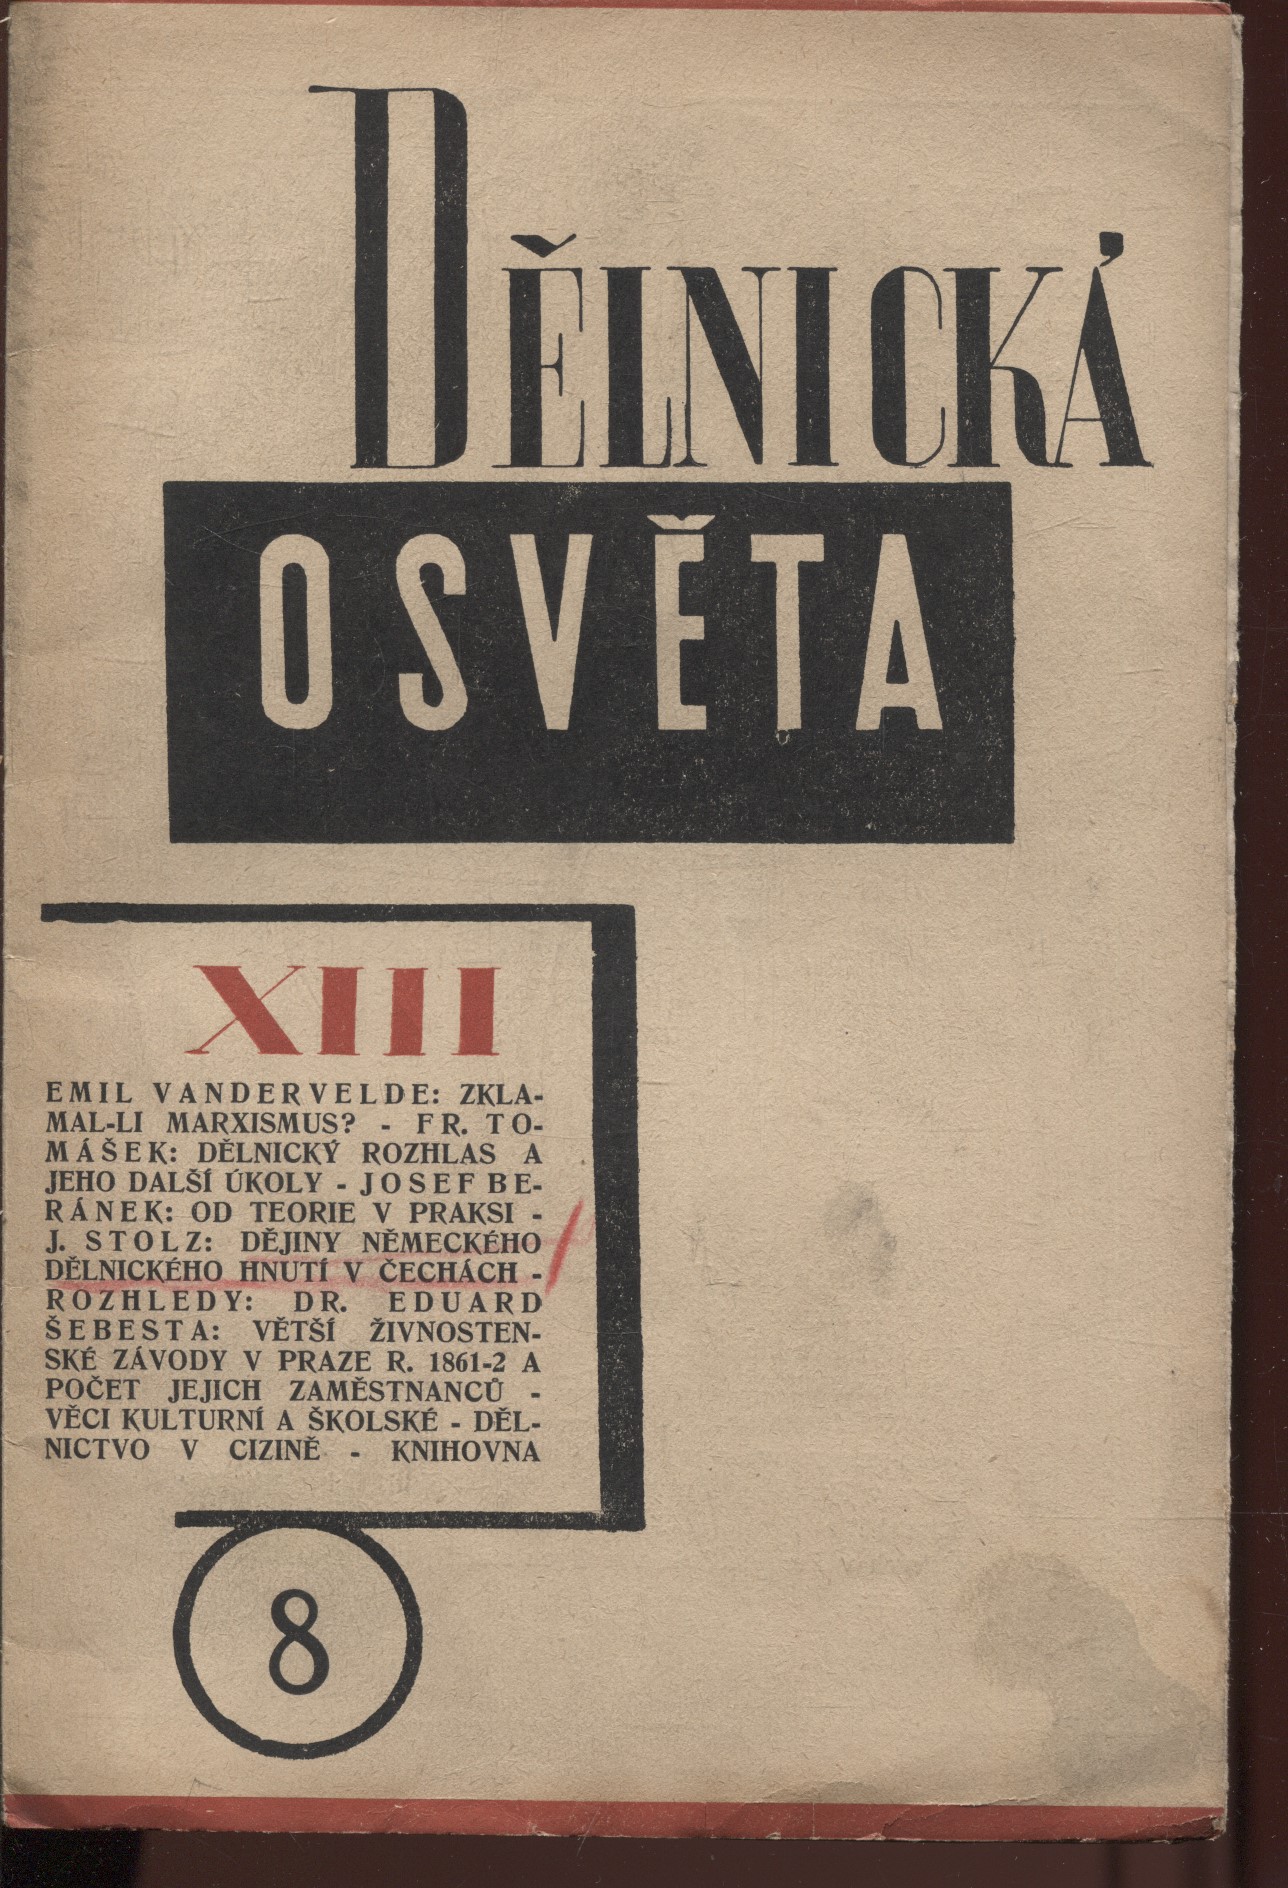 DĚLNICKÁ
OSVĚTA
XIII
EMIL VANDERVELDE: ZKLA-
MAL-LI MARXISMUS? - FR. TO-
MÁŠEK: DĚLNICKÝ ROZHLAS A
JEHO DALŠÍ ÚKOLY - JOSEF BE-
RÁNEK: OD TEORIE V PRAKSI -
J. STOLZ: DĚJINY NĚMECKÉHO
DĚLNICKÉHO HNUTÍ V ČECHÁCH -
ROZHLEDY: DR. EDUARD
ŠEBESTA: VĚTŠÍ ŽIVNOSTEN-
SKÉ ZÁVODY V PRAZE R. 1861-2 A
POČET JEJICH ZAMĚSTNANCŮ -
VĚCI KULTURNÍ A ŠKOLSKÉ - DĚL-
NICTVO V CIZINĚ - KNIHOVNA
8